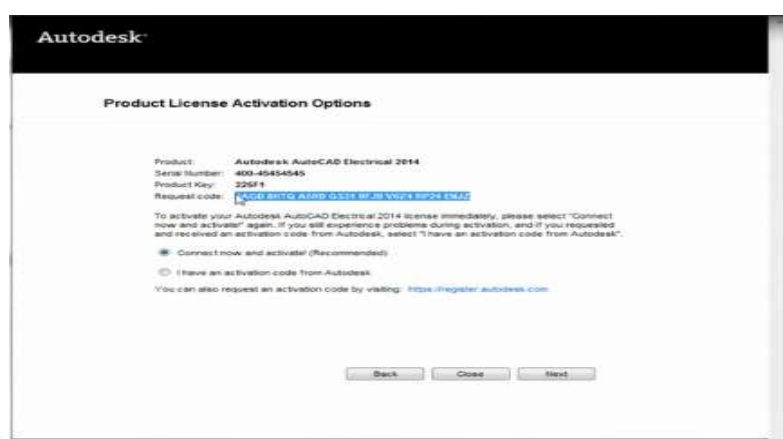 Autodesk
Product License Activation Options
Product: Autodesk AutoCAD Electrical 2014
Serial Number: 400-45454545
Product Key: 225F1
Request code:
To activate your Autodesk AutoCAD Electrical 2014 license immediately, please select "Connect
now and activate!" again. If you still experience problems during activation, and if you requested
and received an activation code from Autodesk, select "I have an activation code from Autodesk".
Connect now and activate! (Recommended)
I have an activation code from Autodesk
You can also request an activation code by visiting: https://register.autodesk.com
Back Close Next